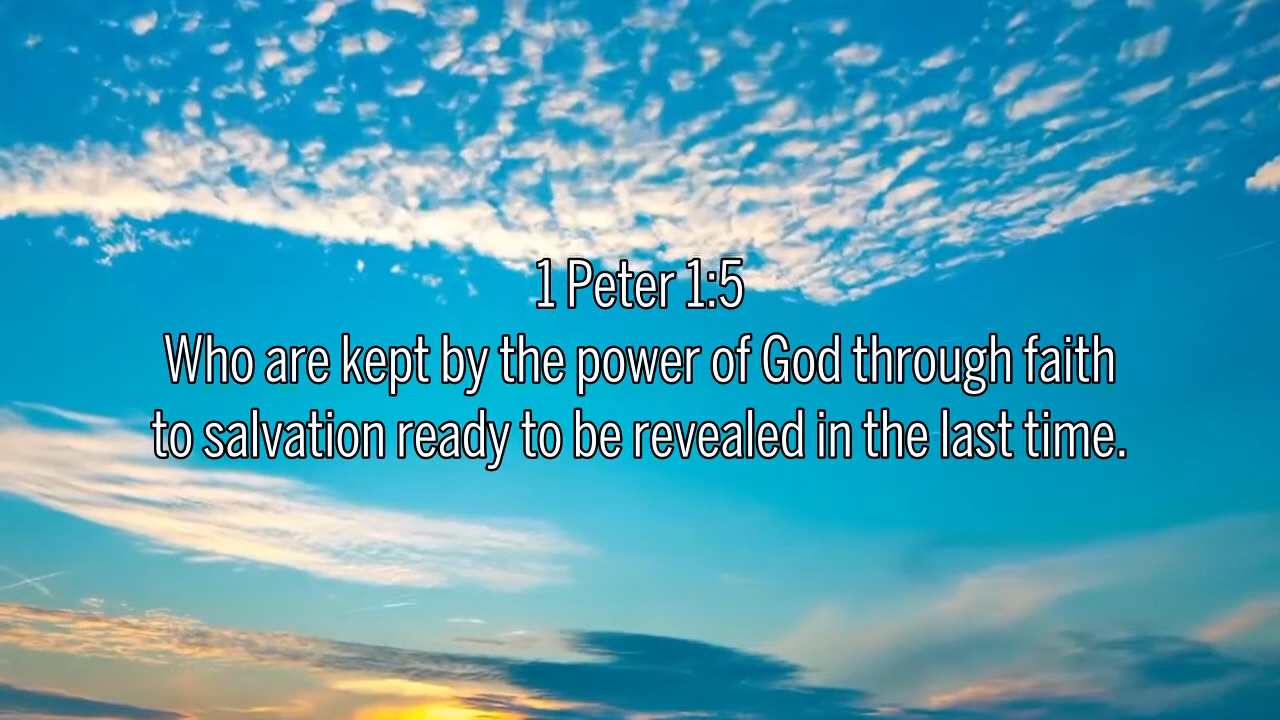 1 Peter 1:5
Who are kept by the power of God through faith
to salvation ready to be revealed in the last time.